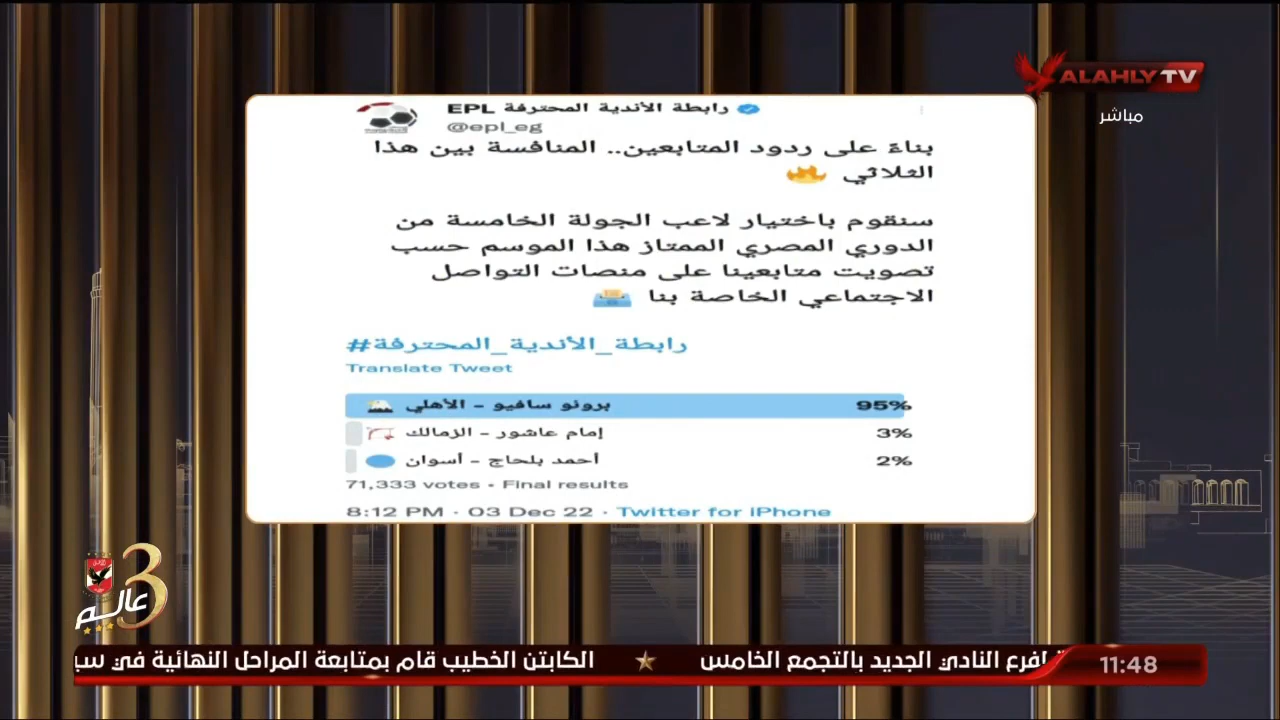 ALAHLY TV
مباشر
رابطة الأندية المحترفة EPL
@epl_eg
بناءً على ردود المتابعين.. المنافسة بين هذا
الثلاثي 🔥
سنقوم باختيار لاعب الجولة الخامسة من
الدوري المصري الممتاز هذا الموسم حسب
تصويت متابعينا على منصات التواصل
الاجتماعي الخاصة بنا 🗳️
#رابطة_الأندية_المحترفة
Translate Tweet
برونو سافيو - الأهلي 🦅 95%
إمام عاشور - الزمالك 🏹 3%
أحمد بلحاج - أسوان 🔵 2%
71,333 votes • Final results
8:12 PM · 03 Dec 22 · Twitter for iPhone
3
عالم
لفرع النادي الجديد بالتجمع الخامس ★ الكابتن الخطيب قام بمتابعة المراحل النهائية في
11:48